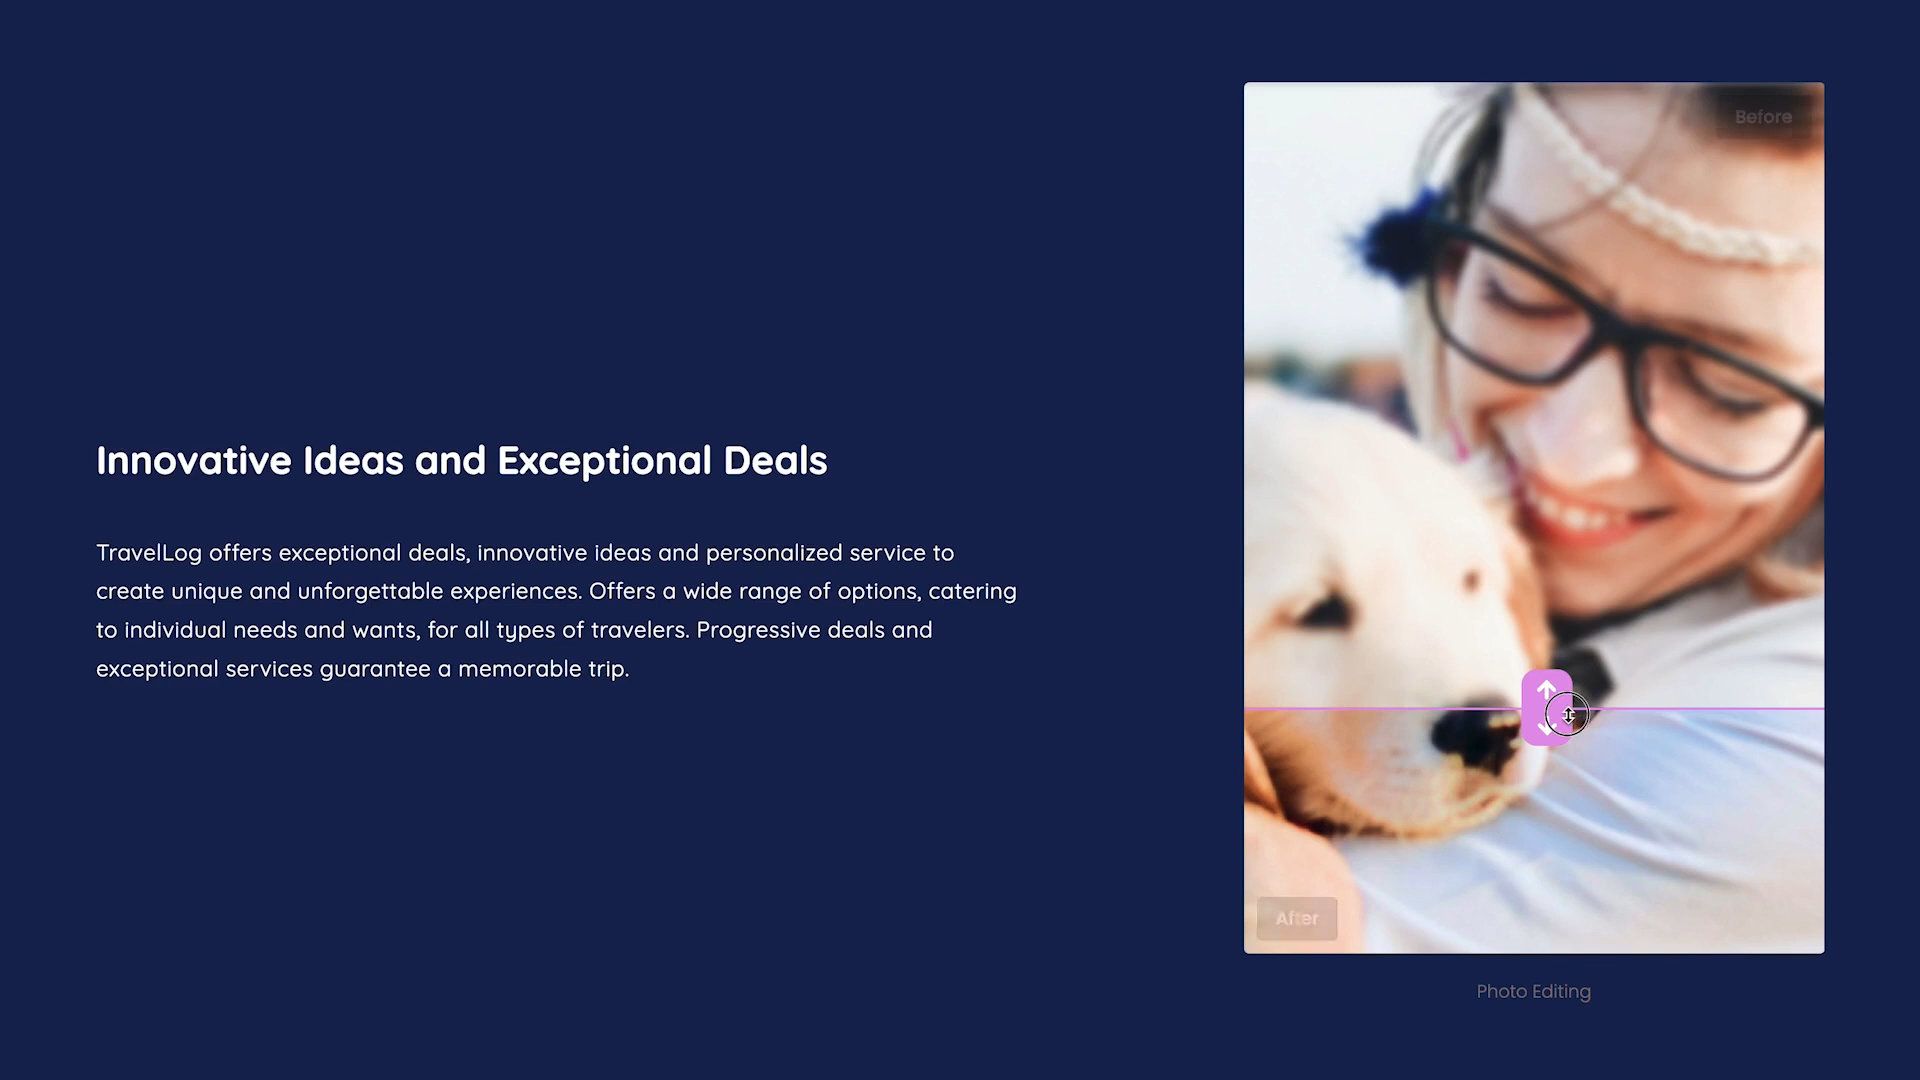 Innovative Ideas and Exceptional Deals
TravelLog offers exceptional deals, innovative ideas and personalized service to
create unique and unforgettable experiences. Offers a wide range of options, catering
to individual needs and wants, for all types of travelers. Progressive deals and
exceptional services guarantee a memorable trip.
Before
After
Photo Editing